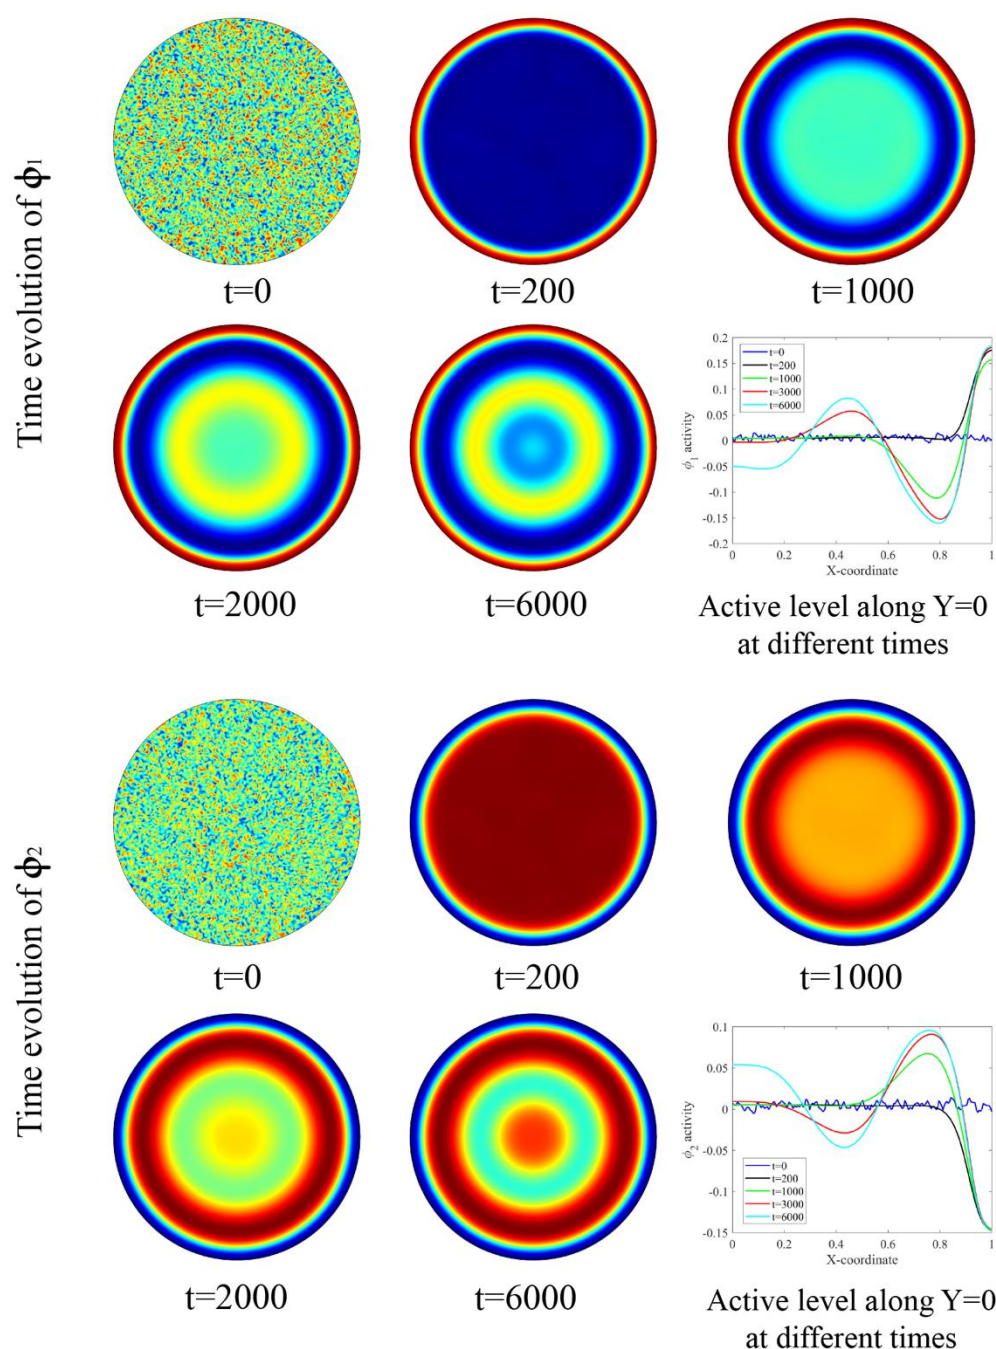 Time evolution of ϕ1
t=0
t=200
t=1000
t=2000
t=6000
0.2
0.15
0.1
0.05
0
-0.05
-0.1
-0.15
-0.2
ϕ1 activity
t=0
t=200
t=1000
t=3000
t=6000
0 0.2 0.4 0.6 0.8 1
X-coordinate
Active level along Y=0
at different times
Time evolution of ϕ2
t=0
t=200
t=1000
t=2000
t=6000
0.1
0.05
0
-0.05
-0.1
-0.15
ϕ2 activity
t=0
t=200
t=1000
t=3000
t=6000
0 0.2 0.4 0.6 0.8 1
X-coordinate
Active level along Y=0
at different times